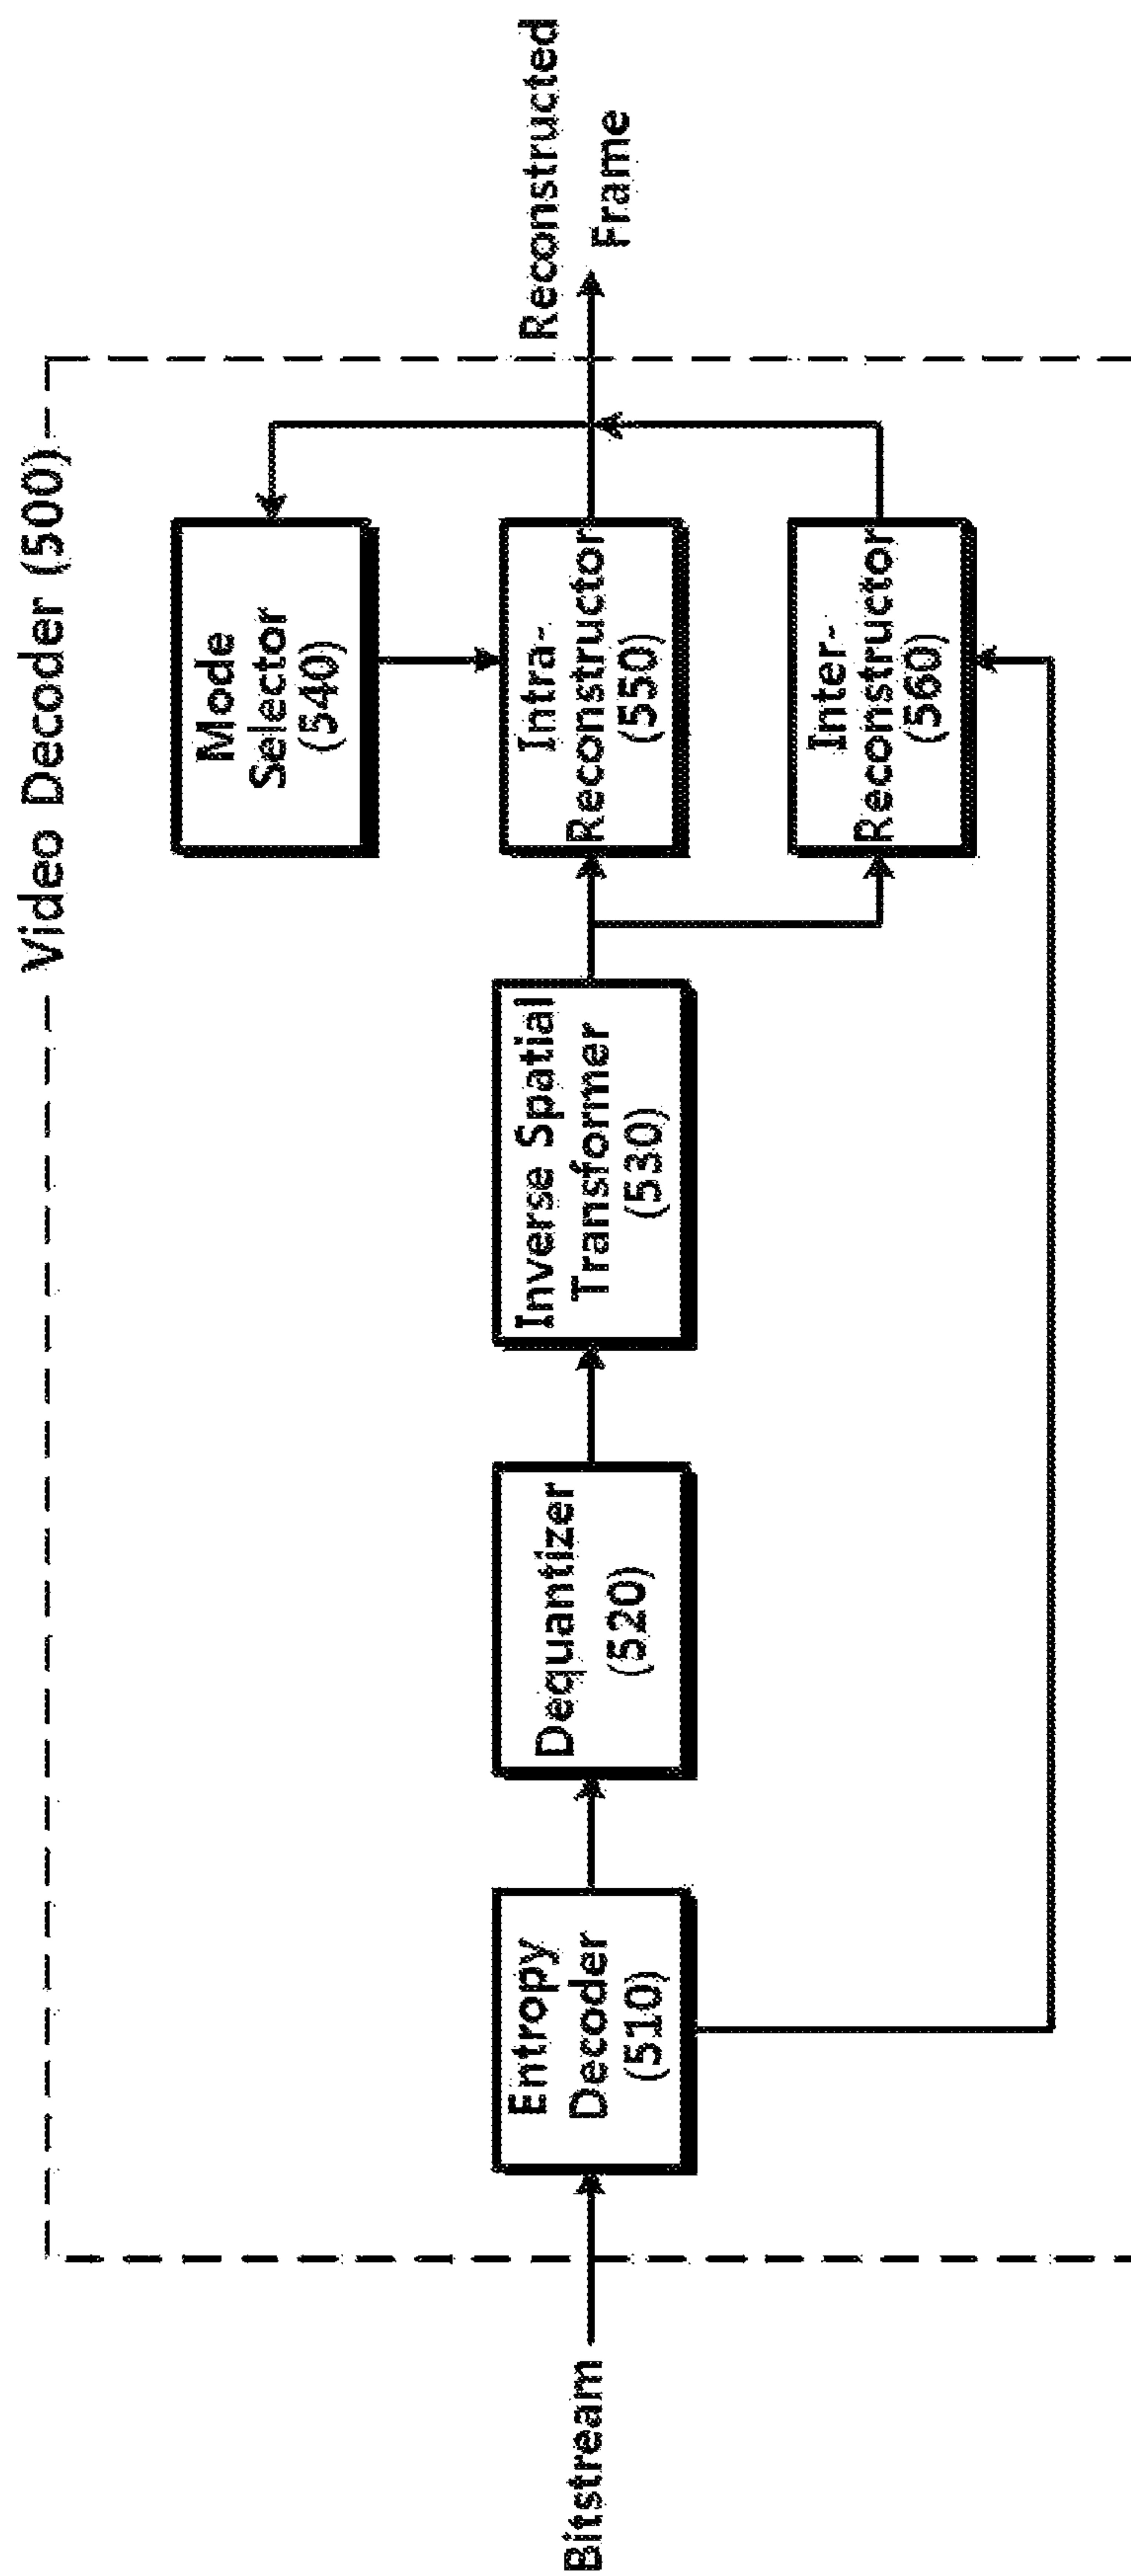 Video Decoder (500)
Mode
Selector
(540)
Bitstream
Entropy
Decoder
(510)
Dequantizer
(520)
Inverse Spatial
Transformer
(530)
Intra-
Reconstructor
(550)
Reconstructed
Frame
Inter-
Reconstructor
(560)